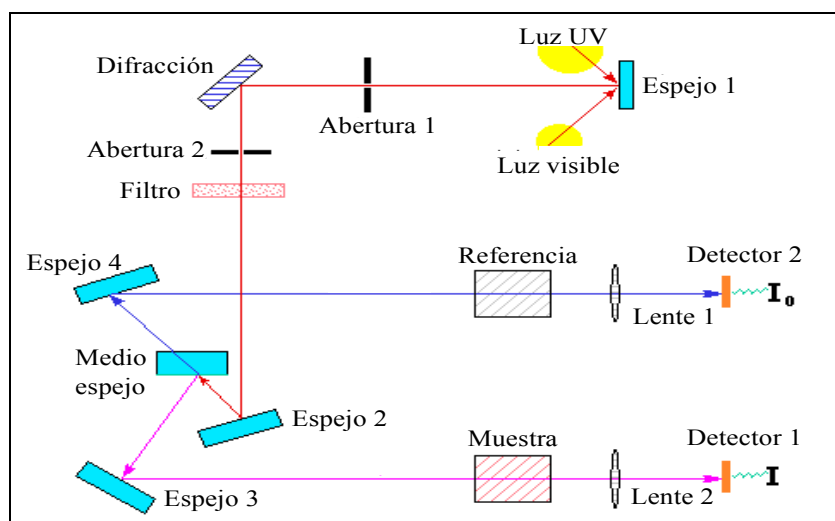 Luz UV
Difracción
Espejo 1
Abertura 1
Abertura 2
Luz visible
Filtro
Espejo 4
Referencia
Detector 2
I₀
Lente 1
Medio
espejo
Espejo 2
Muestra
Detector 1
I
Espejo 3
Lente 2